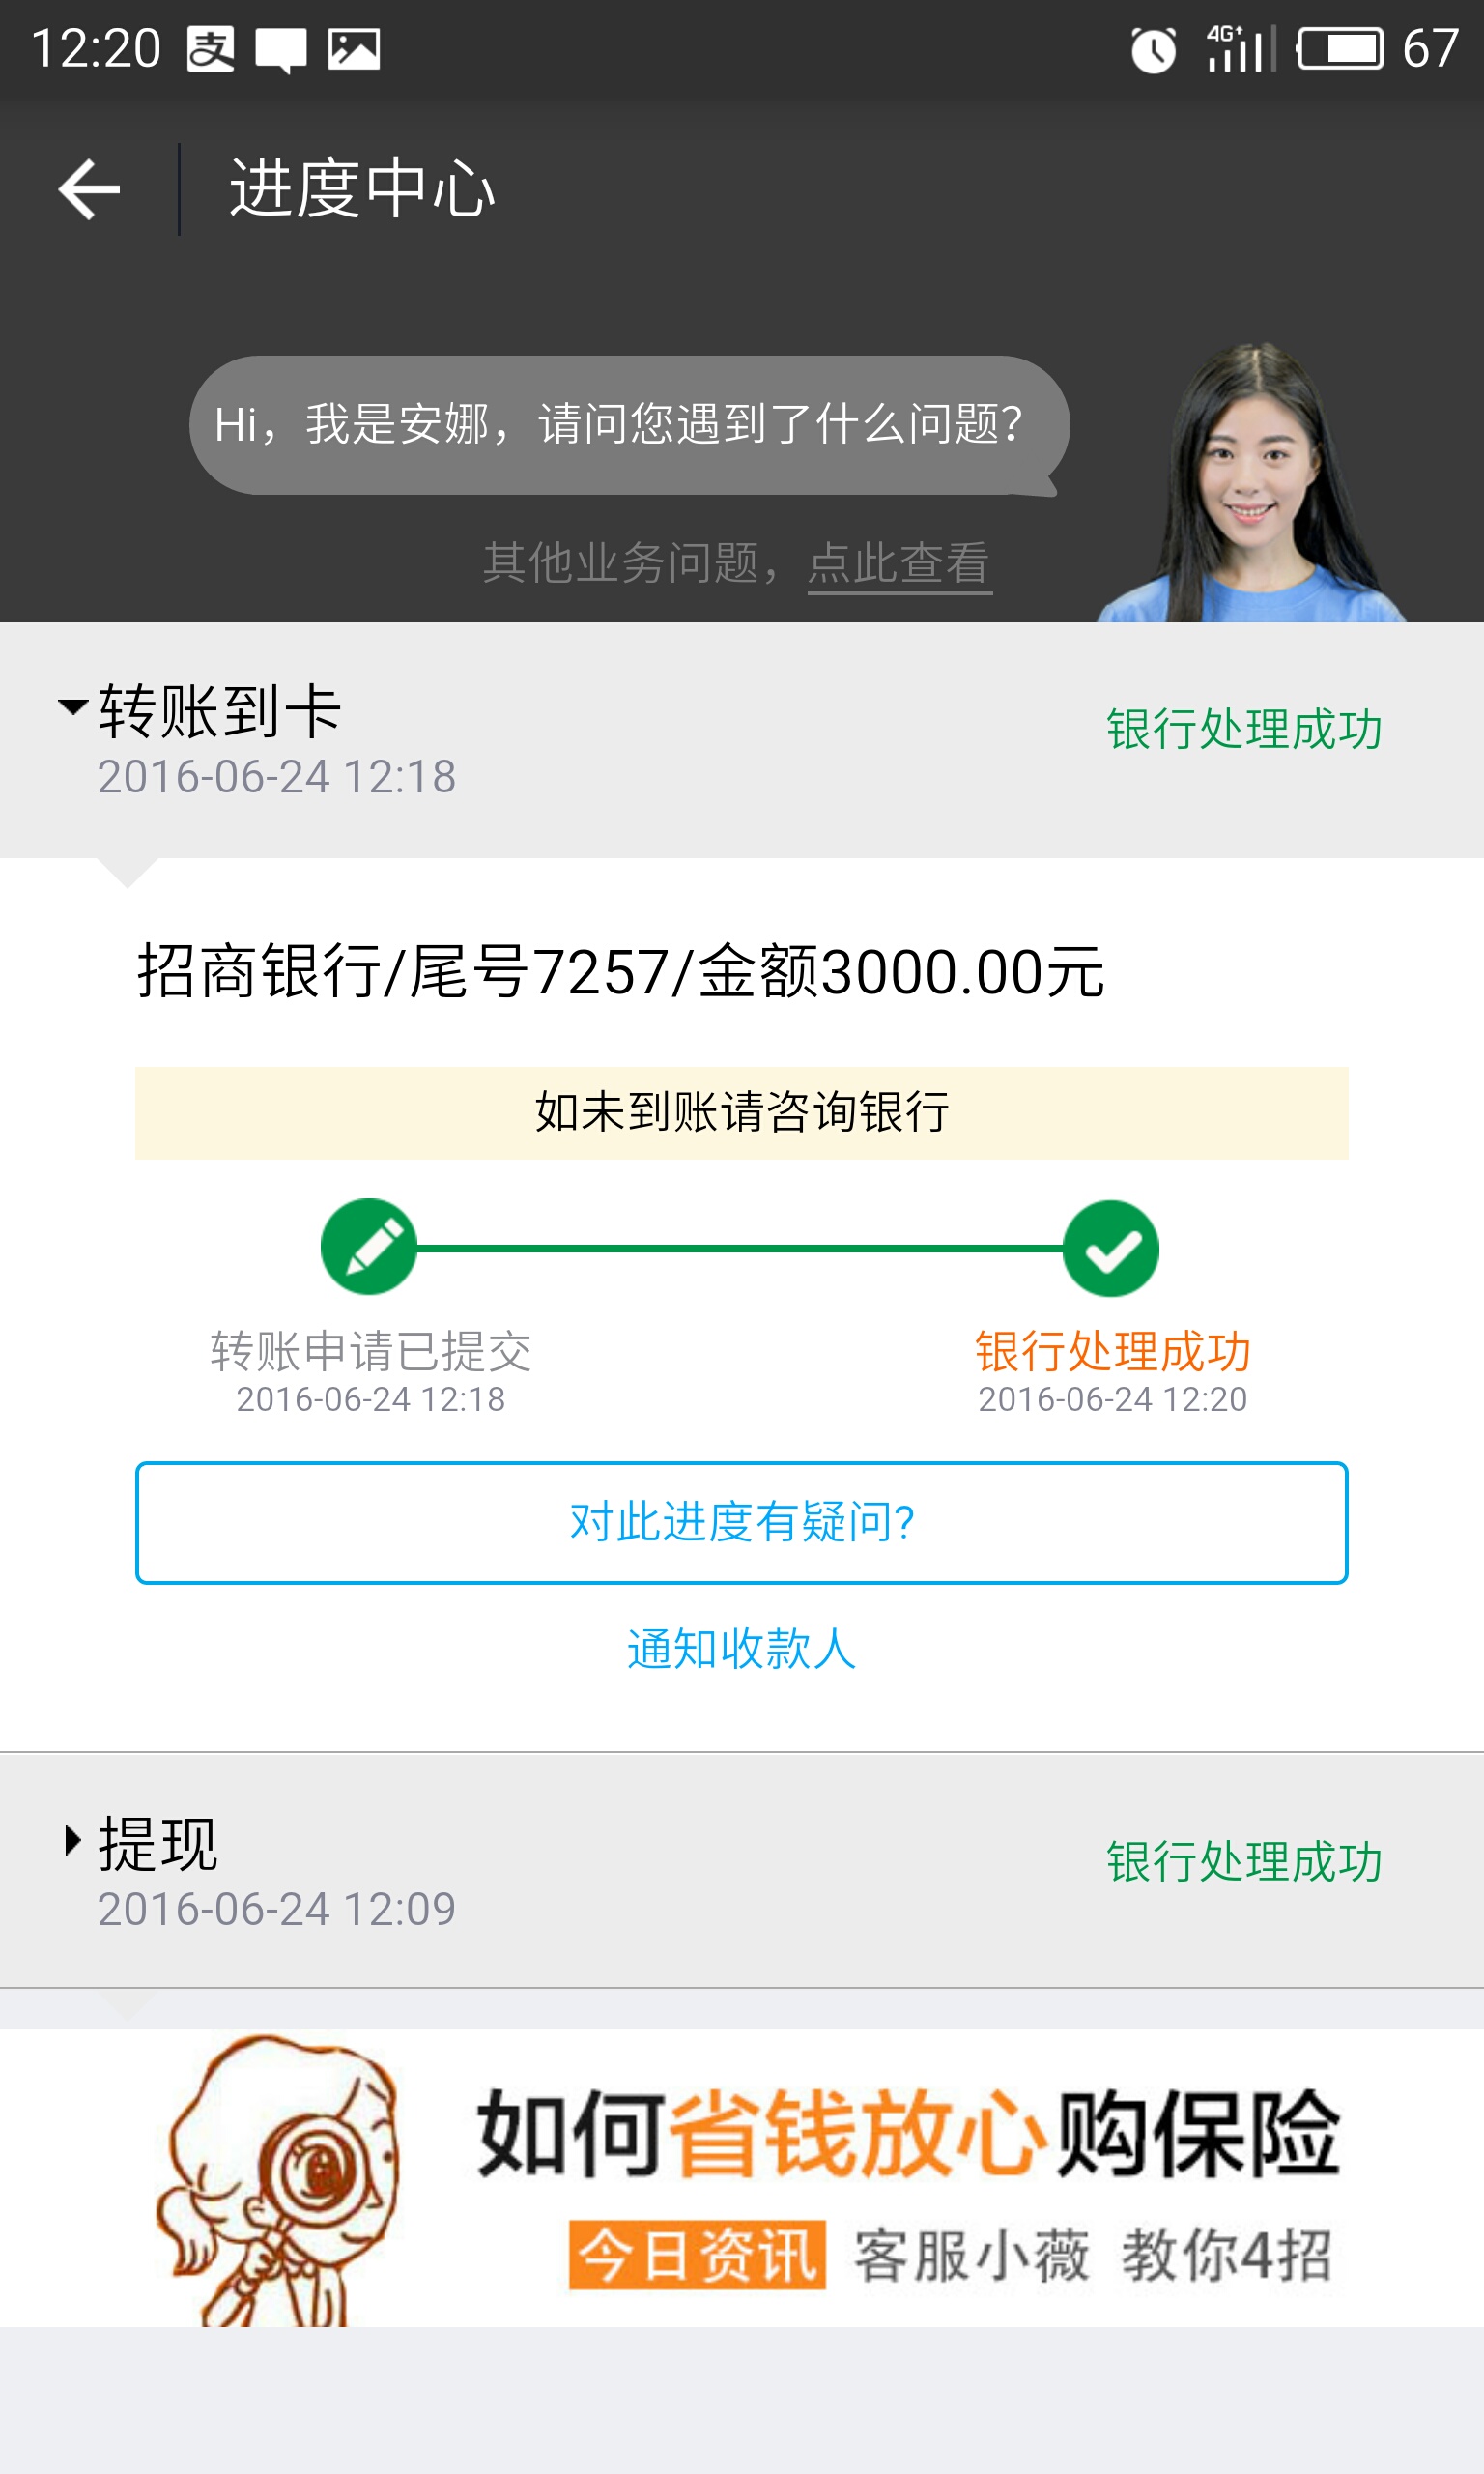 12:20 支 4G+ 67
进度中心
Hi，我是安娜，请问您遇到了什么问题？
其他业务问题，点此查看
转账到卡
银行处理成功
2016-06-24 12:18
招商银行/尾号7257/金额3000.00元
如未到账请咨询银行
转账申请已提交 银行处理成功
2016-06-24 12:18 2016-06-24 12:20
对此进度有疑问?
通知收款人
提现
银行处理成功
2016-06-24 12:09
如何省钱放心购保险
今日资讯 客服小薇 教你4招